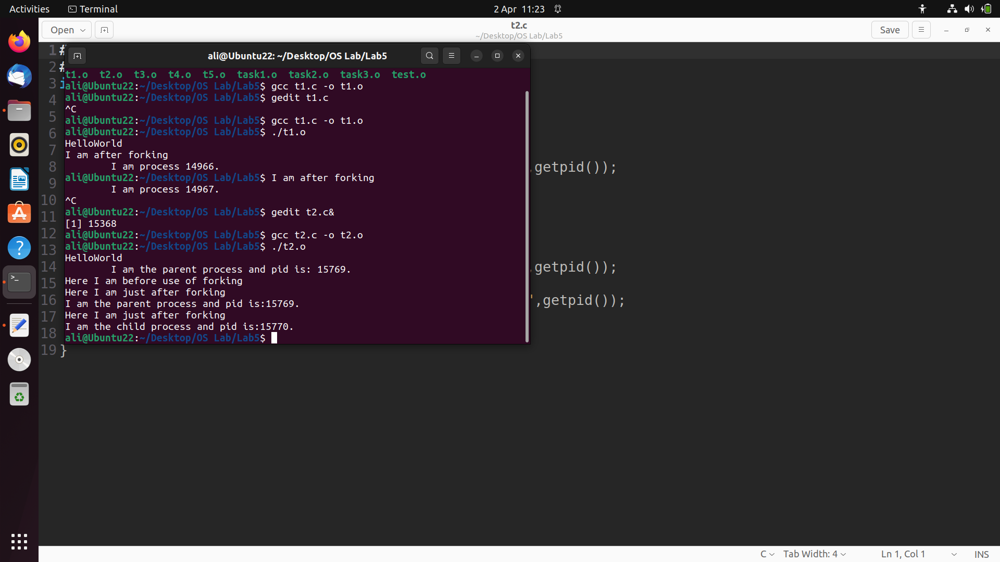 Activities Terminal 2 Apr 11:23
Open t2.c Save
~/Desktop/OS Lab/Lab5
ali@Ubuntu22: ~/Desktop/OS Lab/Lab5
t1.o t2.o t3.o t4.o t5.o task1.o task2.o task3.o test.o
ali@Ubuntu22:~/Desktop/OS Lab/Lab5$ gcc t1.c -o t1.o
ali@Ubuntu22:~/Desktop/OS Lab/Lab5$ gedit t1.c
^C
ali@Ubuntu22:~/Desktop/OS Lab/Lab5$ gcc t1.c -o t1.o
ali@Ubuntu22:~/Desktop/OS Lab/Lab5$ ./t1.o
HelloWorld
I am after forking
I am process 14966.
ali@Ubuntu22:~/Desktop/OS Lab/Lab5$ I am after forking
I am process 14967.
^C
ali@Ubuntu22:~/Desktop/OS Lab/Lab5$ gedit t2.c&
[1] 15368
ali@Ubuntu22:~/Desktop/OS Lab/Lab5$ gcc t2.c -o t2.o
ali@Ubuntu22:~/Desktop/OS Lab/Lab5$ ./t2.o
HelloWorld
I am the parent process and pid is: 15769.
Here I am before use of forking
Here I am just after forking
I am the parent process and pid is:15769.
Here I am just after forking
I am the child process and pid is:15770.
ali@Ubuntu22:~/Desktop/OS Lab/Lab5$
1 #
2 #
3 i
4
5
6
7
8 ,getpid());
9
10
11
12
13
14 ,getpid());
15
16 ",getpid());
17
18
19 }
C Tab Width: 4 Ln 1, Col 1 INS